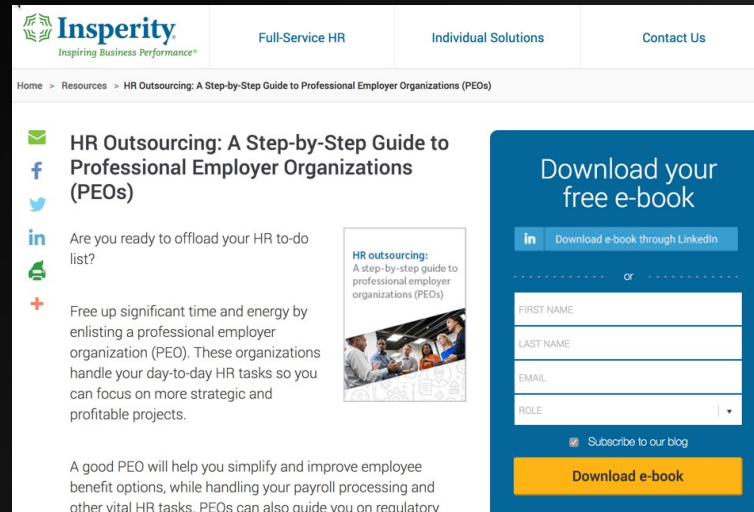 Insperity.
Inspiring Business Performance®
Full-Service HR
Individual Solutions
Contact Us
Home > Resources > HR Outsourcing: A Step-by-Step Guide to Professional Employer Organizations (PEOs)
HR Outsourcing: A Step-by-Step Guide to
Professional Employer Organizations
(PEOs)
Are you ready to offload your HR to-do
list?
Free up significant time and energy by
enlisting a professional employer
organization (PEO). These organizations
handle your day-to-day HR tasks so you
can focus on more strategic and
profitable projects.
HR outsourcing:
A step-by-step guide to
professional employer
organizations (PEOs)
A good PEO will help you simplify and improve employee
benefit options, while handling your payroll processing and
other vital HR tasks. PEOs can also guide you on regulatory
Download your
free e-book
in Download e-book through LinkedIn
or
FIRST NAME
LAST NAME
EMAIL
ROLE
Subscribe to our blog
Download e-book